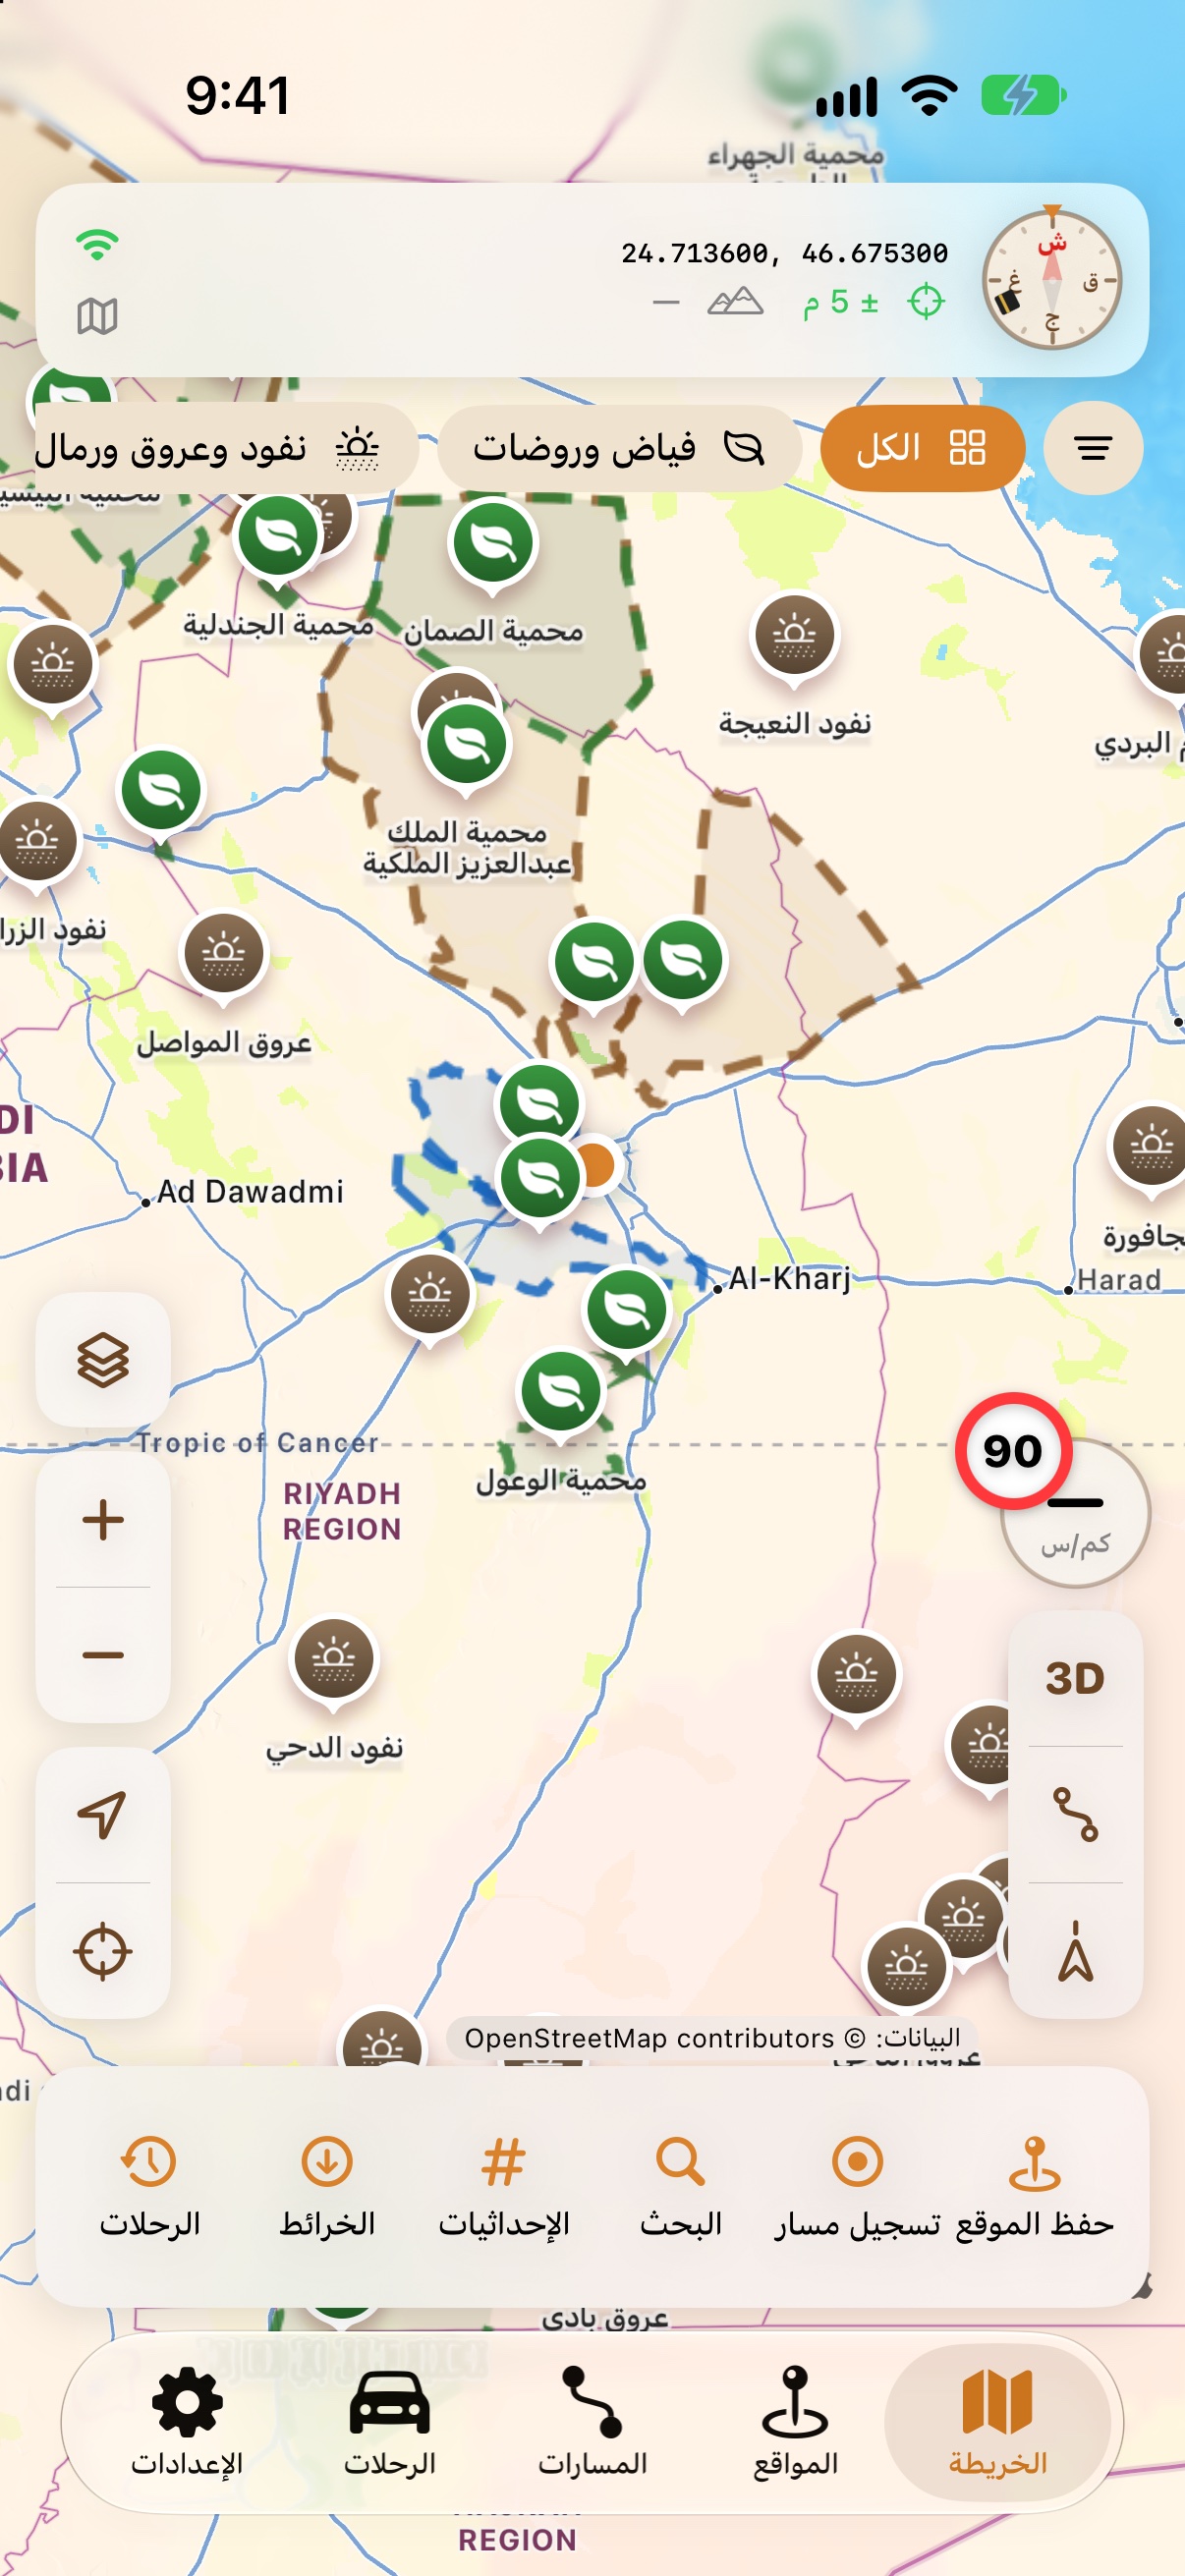 9:41
محمية الجهراء
24.713600, 46.675300
± 5 م
—
ش
ق
غ
ج
الكل
فياض وروضات
نفود وعروق ورمال
محمية الجندلية
محمية الصمان
نفود النعيجة
البردي
محمية الملك
عبدالعزيز الملكية
نفود الزرا
عروق المواصل
DI
BIA
Ad Dawadmi
جافورة
Al-Kharj
Harad
Tropic of Cancer
90
محمية الوعول
RIYADH
REGION
كم/س
3D
نفود الدحي
البيانات: © OpenStreetMap contributors
حفظ الموقع
تسجيل مسار
البحث
الإحداثيات
الخرائط
الرحلات
عروق بادي
الخريطة
المواقع
المسارات
الرحلات
الإعدادات
REGION